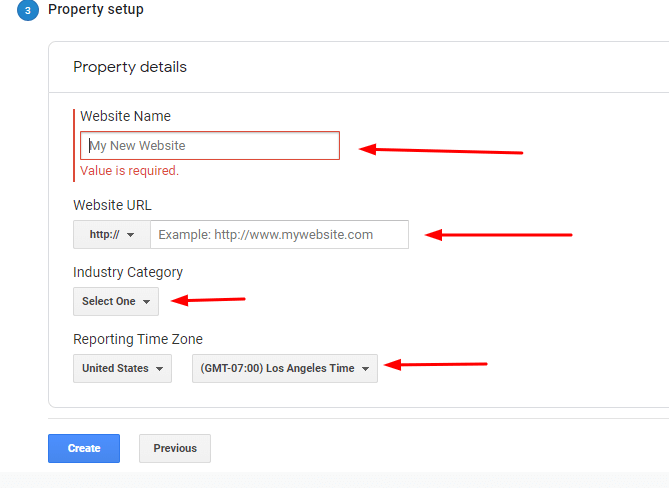 3 Property setup
Property details
Website Name
My New Website
Value is required.
Website URL
http:// Example: http://www.mywebsite.com
Industry Category
Select One
Reporting Time Zone
United States (GMT-07:00) Los Angeles Time
Create Previous